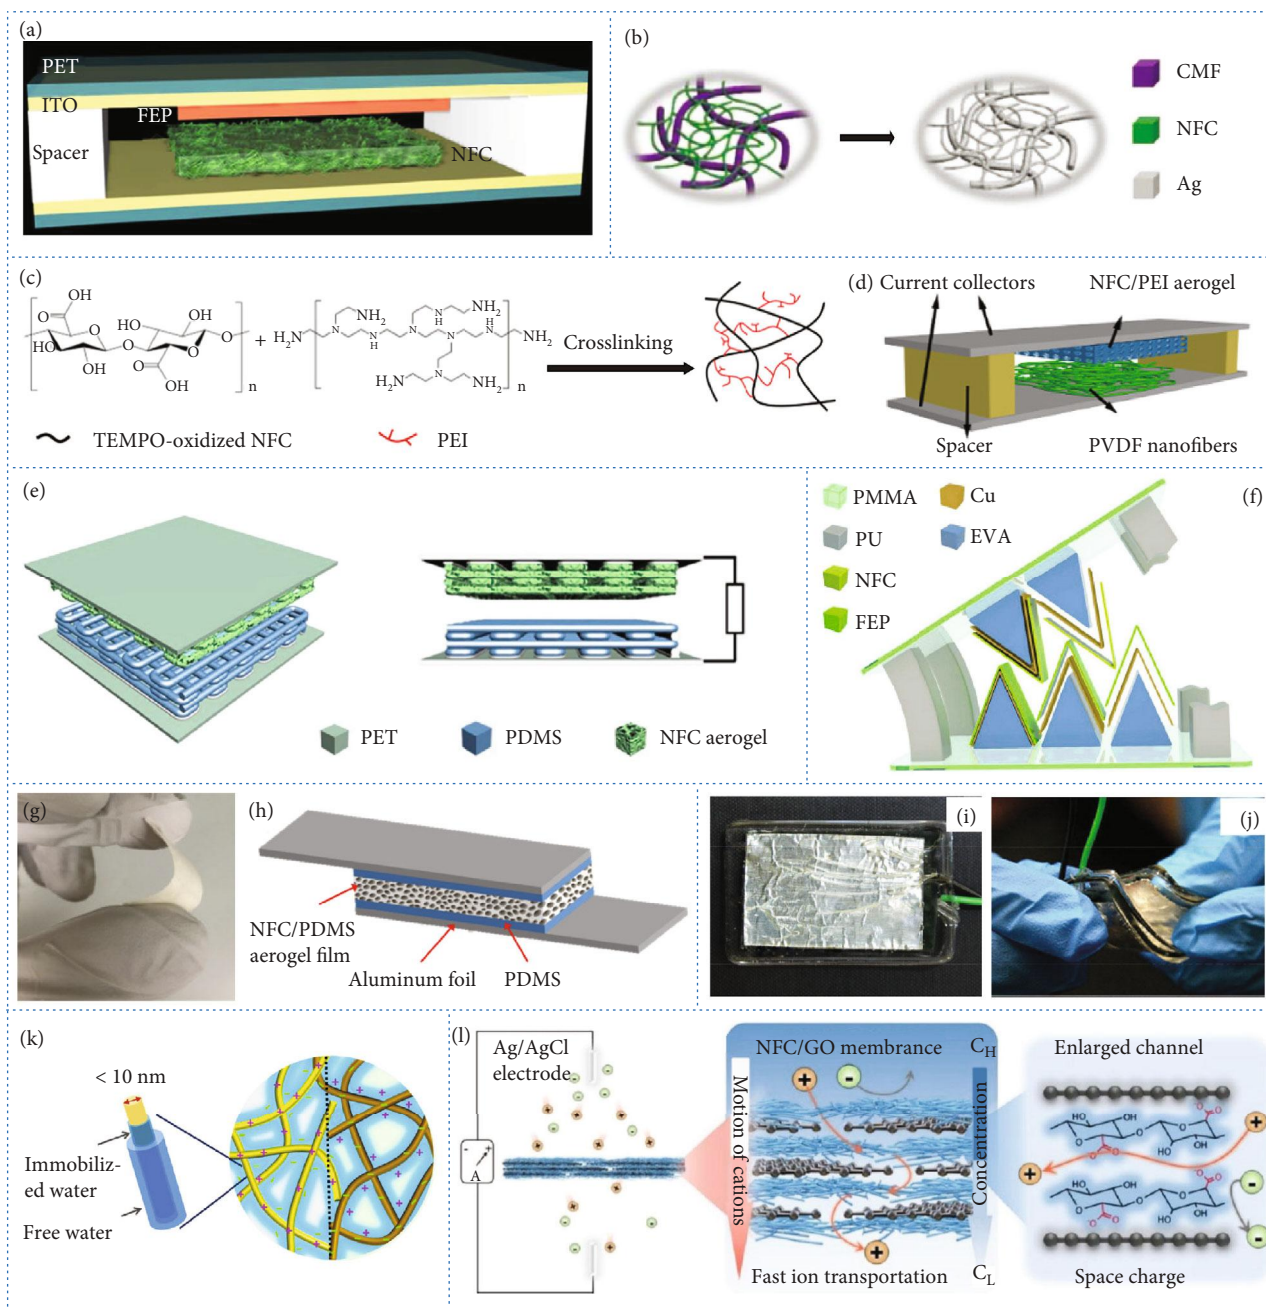 (a)
PET
ITO
FEP
Spacer
NFC
(b)
CMF
NFC
Ag
(c)
OH
O
OH
OH
O
O
HO
O
HO
O
OH
O
OH
n
+
H₂N
NH₂
N
N
H
N
H
N
NH₂
N
N
H
NH₂
N
H₂N
NH₂
n
Crosslinking
TEMPO-oxidized NFC
PEI
(d)
Current collectors
NFC/PEI aerogel
Spacer
PVDF nanofibers
(e)
PET
PDMS
NFC aerogel
(f)
PMMA
Cu
PU
EVA
NFC
FEP
(g)
(h)
NFC/PDMS
aerogel film
Aluminum foil
PDMS
(i)
(j)
(k)
< 10 nm
Immobiliz-
ed water
Free water
(l)
Ag/AgCl
electrode
A
NFC/GO membrance
Motion of cations
Concentration
C_H
C_L
Fast ion transportation
Enlarged channel
Space charge